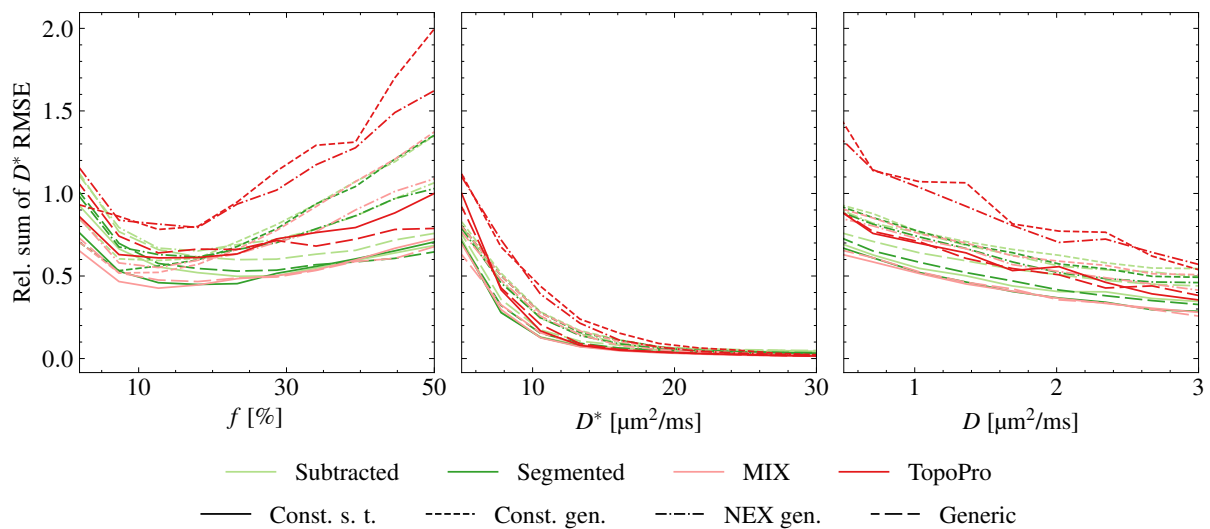 Rel. sum of D* RMSE
2.0
1.5
1.0
0.5
0.0
10 30 50
f [%]
10 20 30
D* [µm²/ms]
1 2 3
D [µm²/ms]
Subtracted Segmented MIX TopoPro
Const. s. t. Const. gen. NEX gen. Generic